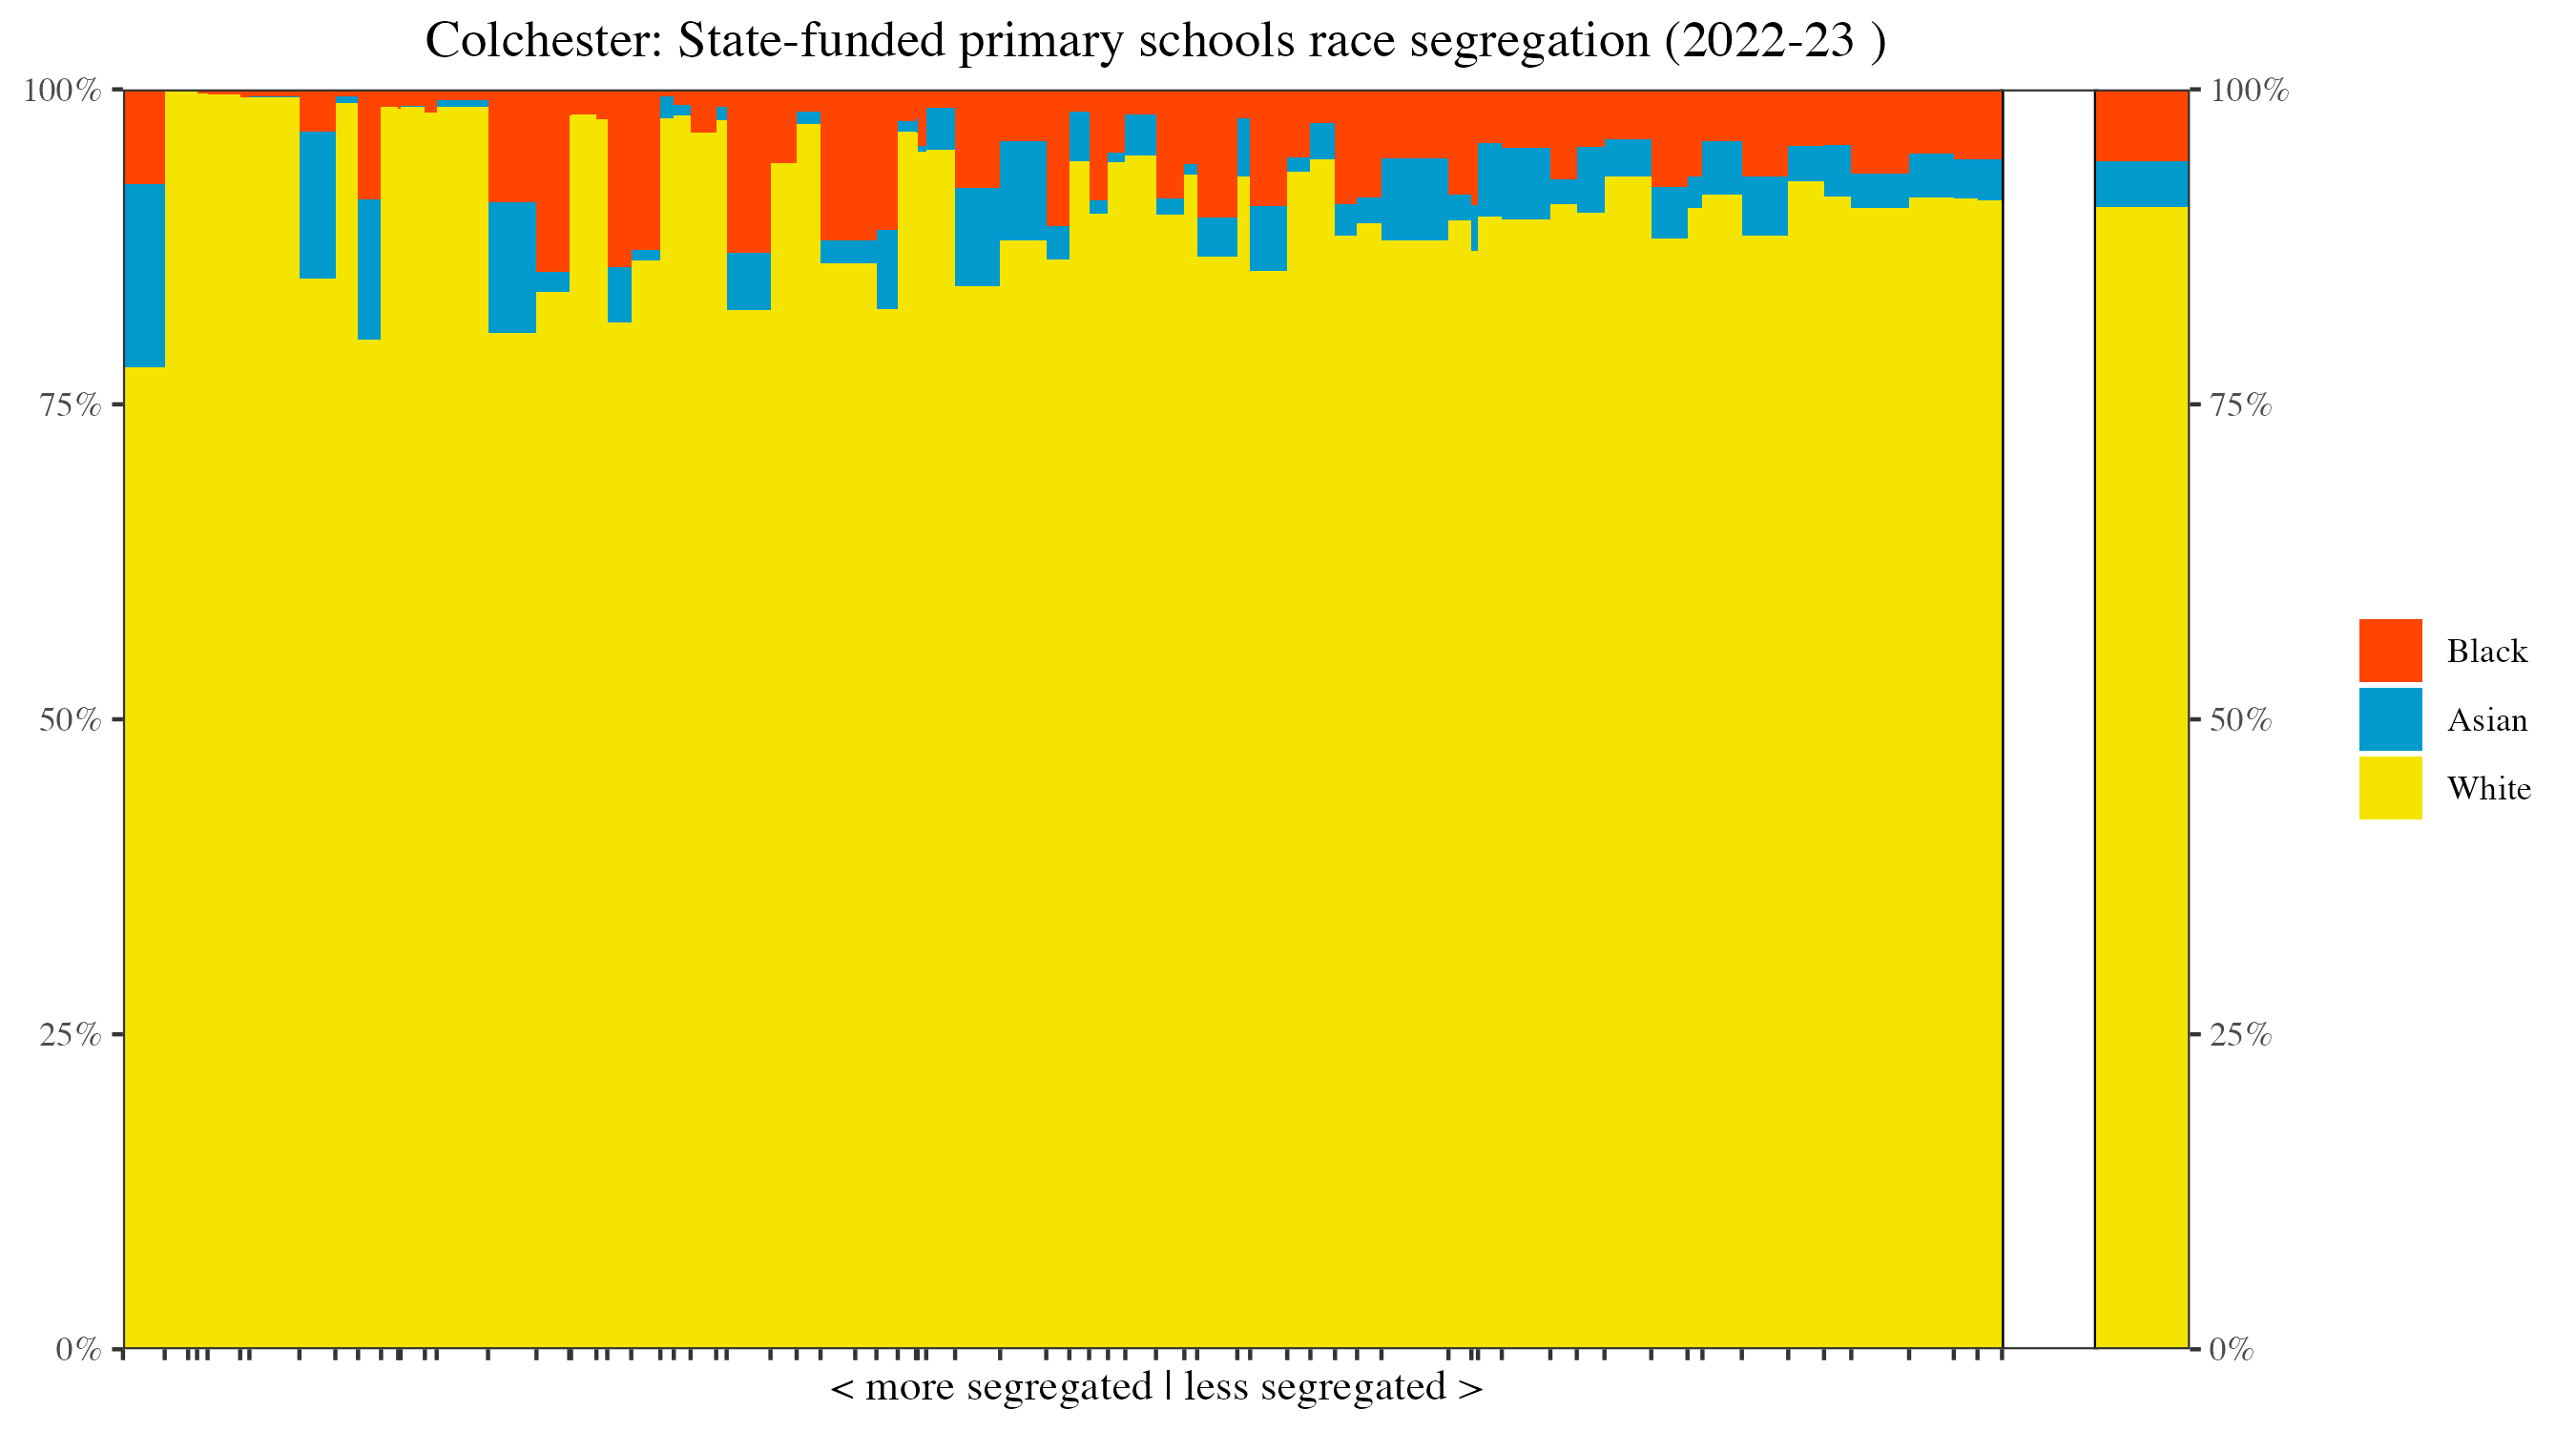 Colchester: State-funded primary schools race segregation (2022-23 )
100%
75%
50%
25%
0%
100%
75%
50%
25%
0%
Black
Asian
White
< more segregated | less segregated >